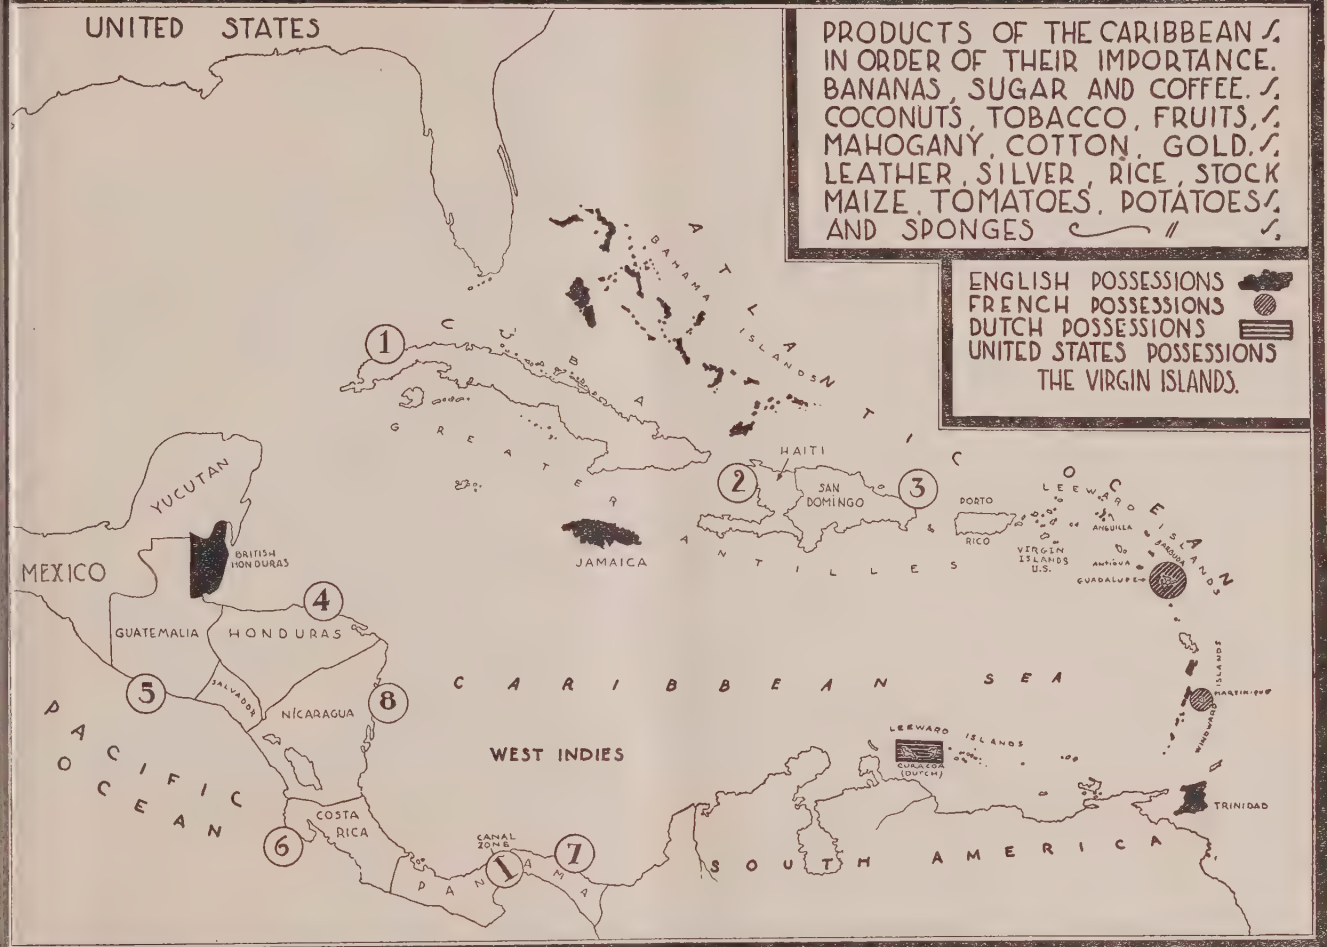 UNITED STATES
PRODUCTS OF THE CARIBBEAN
IN ORDER OF THEIR IMPORTANCE.
BANANAS, SUGAR AND COFFEE.
COCONUTS, TOBACCO, FRUITS,
MAHOGANY, COTTON, GOLD.
LEATHER, SILVER, RICE, STOCK
MAIZE, TOMATOES, POTATOES
AND SPONGES
ENGLISH POSSESSIONS
FRENCH POSSESSIONS
DUTCH POSSESSIONS
UNITED STATES POSSESSIONS
THE VIRGIN ISLANDS.
ATLANTIC OCEAN
BAHAMA ISLANDS
1
CUBA
GREATER & ANTILLES
HAITI
2
SAN
DOMINGO
3
PORTO
RICO
VIRGIN
ISLANDS
U.S.
LEEWARD ISLANDS
ANGUILLA
BARBUDA
ANTIGUA
GUADALUPE
JAMAICA
YUCUTAN
BRITISH
HONDURAS
MEXICO
GUATEMALIA
HONDURAS
4
5
SALVADOR
NICARAGUA
8
CARIBBEAN SEA
WINDWARD ISLANDS
MARTINIQUE
PACIFIC
OCEAN
WEST INDIES
LEEWARD ISLANDS
CURACOA
(DUTCH)
TRINIDAD
COSTA
RICA
6
CANAL
ZONE
1
7
PANAMA
SOUTH AMERICA